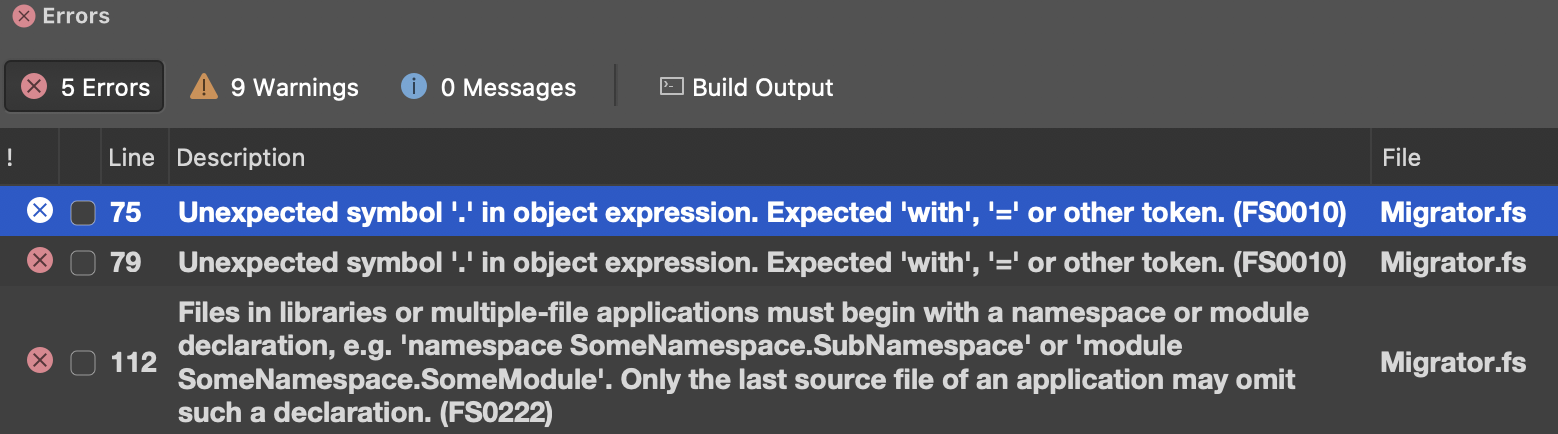 Errors
5 Errors 9 Warnings 0 Messages Build Output
! Line Description File
75 Unexpected symbol '.' in object expression. Expected 'with', '=' or other token. (FS0010) Migrator.fs
79 Unexpected symbol '.' in object expression. Expected 'with', '=' or other token. (FS0010) Migrator.fs
Files in libraries or multiple-file applications must begin with a namespace or module
declaration, e.g. 'namespace SomeNamespace.SubNamespace' or 'module
112 SomeNamespace.SomeModule'. Only the last source file of an application may omit Migrator.fs
such a declaration. (FS0222)